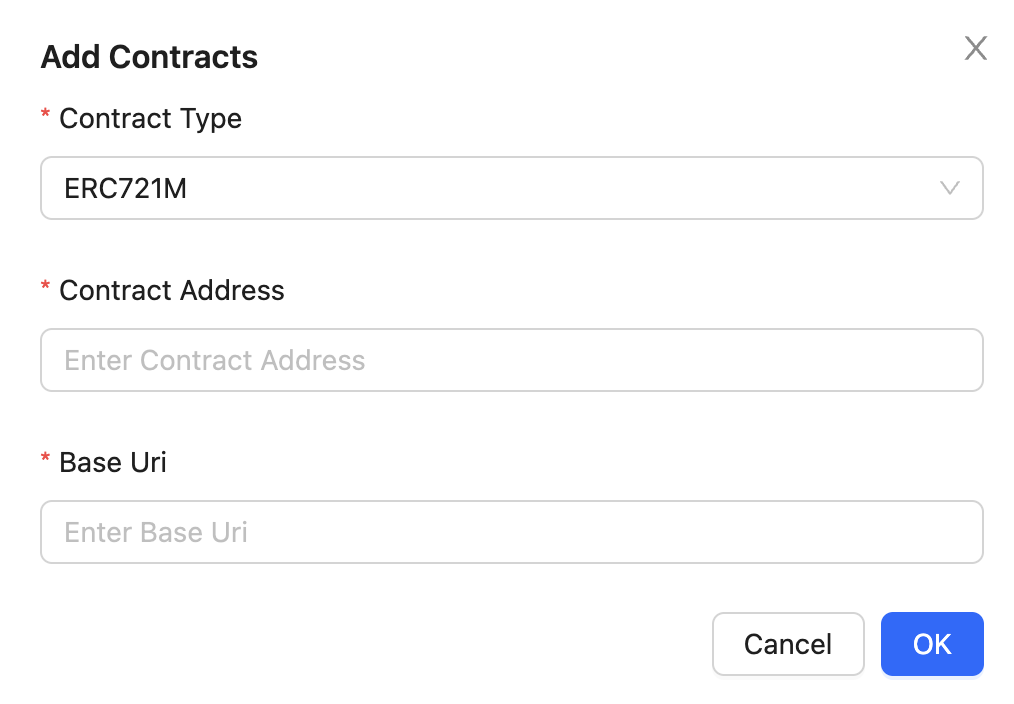 Add Contracts
* Contract Type
ERC721M
* Contract Address
Enter Contract Address
* Base Uri
Enter Base Uri
Cancel OK